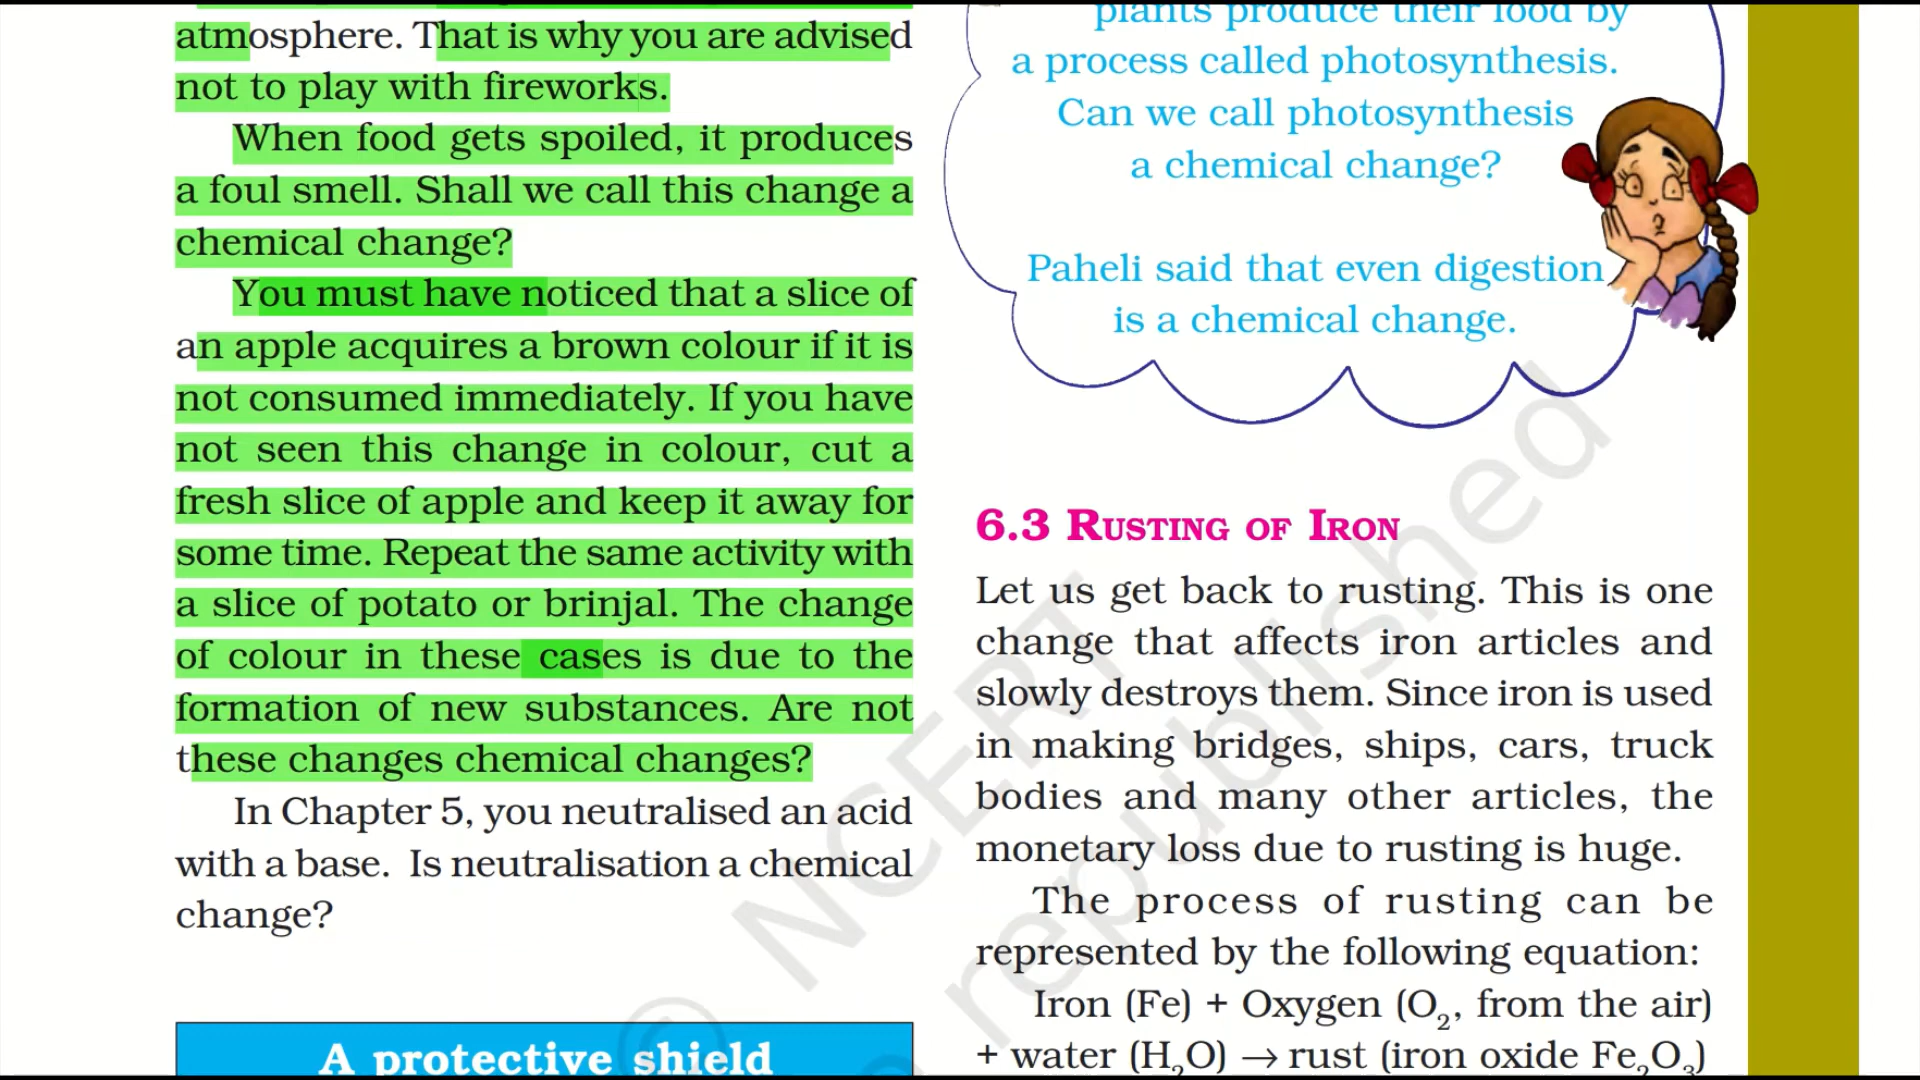 atmosphere. That is why you are advised
not to play with fireworks.
When food gets spoiled, it produces
a foul smell. Shall we call this change a
chemical change?
You must have noticed that a slice of
an apple acquires a brown colour if it is
not consumed immediately. If you have
not seen this change in colour, cut a
fresh slice of apple and keep it away for
some time. Repeat the same activity with
a slice of potato or brinjal. The change
of colour in these cases is due to the
formation of new substances. Are not
these changes chemical changes?
In Chapter 5, you neutralised an acid
with a base. Is neutralisation a chemical
change?
A protective shield
plants produce their food by
a process called photosynthesis.
Can we call photosynthesis
a chemical change?
Paheli said that even digestion
is a chemical change.
6.3 RUSTING OF IRON
Let us get back to rusting. This is one
change that affects iron articles and
slowly destroys them. Since iron is used
in making bridges, ships, cars, truck
bodies and many other articles, the
monetary loss due to rusting is huge.
The process of rusting can be
represented by the following equation:
Iron (Fe) + Oxygen (O₂, from the air)
+ water (H₂O) → rust (iron oxide Fe₂O₃)
© NCERT
republished